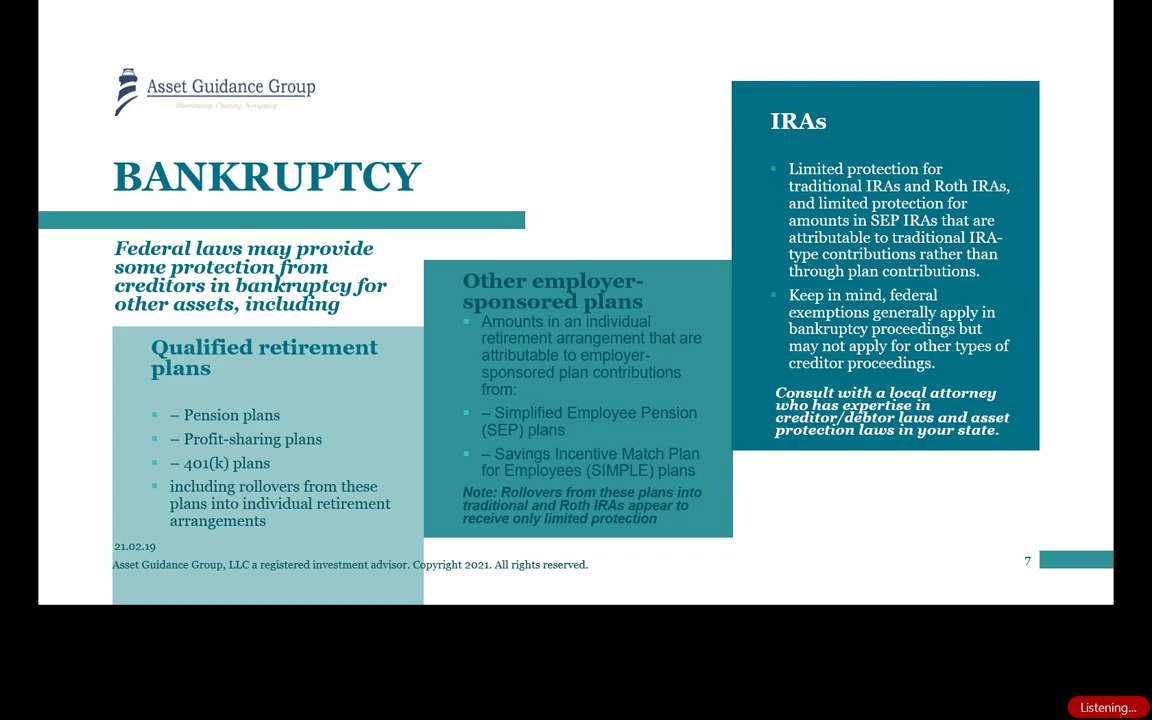 Asset Guidance Group
Illuminating, Charting, Navigating
BANKRUPTCY
Federal laws may provide
some protection from
creditors in bankruptcy for
other assets, including
Qualified retirement
plans
– Pension plans
– Profit-sharing plans
– 401(k) plans
including rollovers from these
plans into individual retirement
arrangements
Other employer-
sponsored plans
Amounts in an individual
retirement arrangement that are
attributable to employer-
sponsored plan contributions
from:
– Simplified Employee Pension
(SEP) plans
– Savings Incentive Match Plan
for Employees (SIMPLE) plans
Note: Rollovers from these plans into
traditional and Roth IRAs appear to
receive only limited protection
IRAs
Limited protection for
traditional IRAs and Roth IRAs,
and limited protection for
amounts in SEP IRAs that are
attributable to traditional IRA-
type contributions rather than
through plan contributions.
Keep in mind, federal
exemptions generally apply in
bankruptcy proceedings but
may not apply for other types of
creditor proceedings.
Consult with a local attorney
who has expertise in
creditor/debtor laws and asset
protection laws in your state.
21.02.19
Asset Guidance Group, LLC a registered investment advisor. Copyright 2021. All rights reserved.
7
Listening...